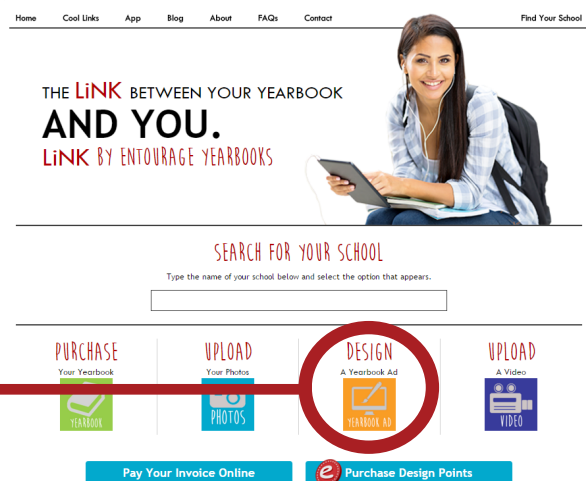 Home Cool Links App Blog About FAQs Contact Find Your School
THE LiNK BETWEEN YOUR YEARBOOK
AND YOU.
LiNK BY ENTOURAGE YEARBOOKS
SEARCH FOR YOUR SCHOOL
Type the name of your school below and select the option that appears.
PURCHASE UPLOAD DESIGN UPLOAD
Your Yearbook Your Photos A Yearbook Ad A Video
YEARBOOK PHOTOS YEARBOOK AD VIDEO
Pay Your Invoice Online e Purchase Design Points